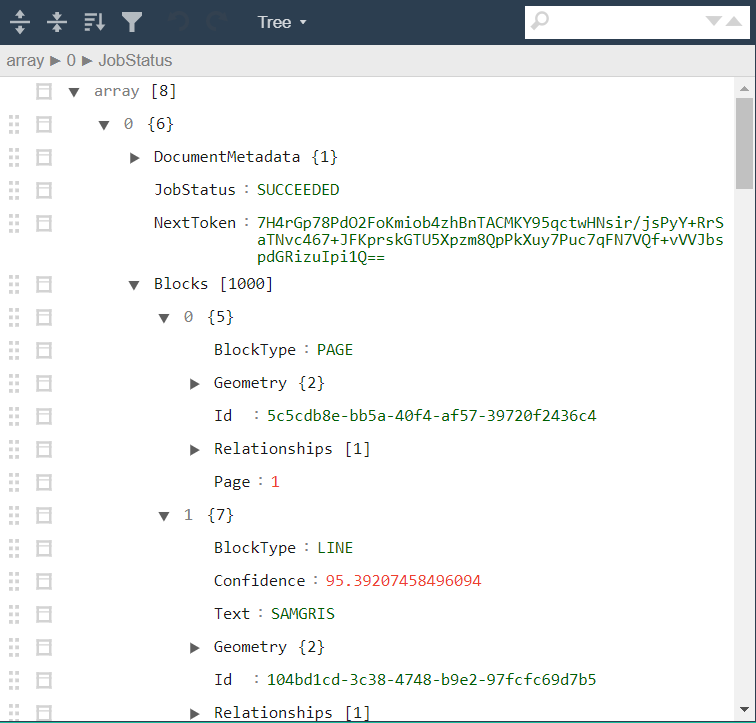 Tree
array ► 0 ► JobStatus
array [8]
0 {6}
DocumentMetadata {1}
JobStatus : SUCCEEDED
NextToken : 7H4rGp78PdO2FoKmiob4zhBnTACMKY95qctwHNsir/jsPyY+RrS
aTNvc467+JFKprskGTU5Xpzm8QpPkXuy7Puc7qFN7VQf+vVVJbs
pdGRizuIpi1Q==
Blocks [1000]
0 {5}
BlockType : PAGE
Geometry {2}
Id : 5c5cdb8e-bb5a-40f4-af57-39720f2436c4
Relationships [1]
Page : 1
1 {7}
BlockType : LINE
Confidence : 95.39207458496094
Text : SAMGRIS
Geometry {2}
Id : 104bd1cd-3c38-4748-b9e2-97fcfc69d7b5
Relationships [1]